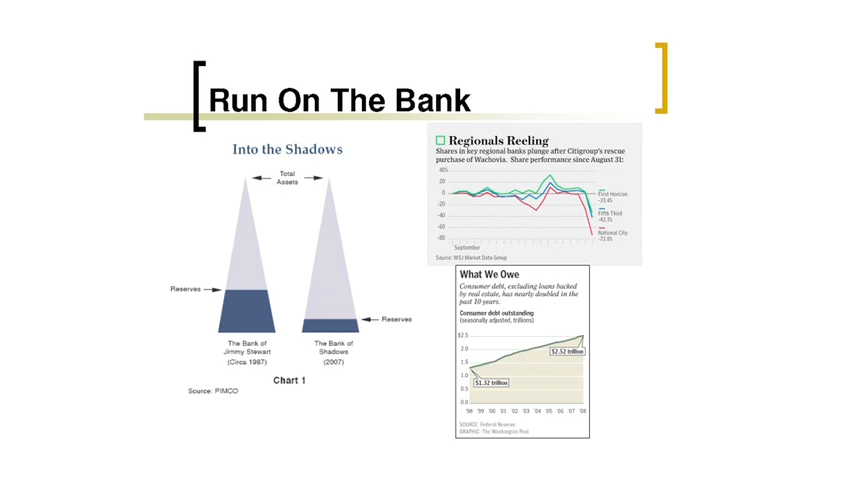 Run On The Bank
Into the Shadows
Total
Assets
Reserves
Reserves
The Bank of
Jimmy Stewart
(Circa 1987)
The Bank of
Shadows
(2007)
Chart 1
Source: PIMCO
Regionals Reeling
Shares in key regional banks plunge after Citigroup's rescue
purchase of Wachovia. Share performance since August 31:
40%
20
0
-20
-40
-60
-80
September
First Horizon
-33.4%
Fifth Third
-42.3%
National City
-73.8%
Source: WSJ Market Data Group
What We Owe
Consumer debt, excluding loans backed
by real estate, has nearly doubled in the
past 10 years.
Consumer debt outstanding
(seasonally adjusted, trillions)
$2.5
2.0
1.5
1.0
0.5
0.0
$2.52 trillion
$1.32 trillion
'98 '99 '00 '01 '02 '03 '04 '05 '06 '07 '08
SOURCE: Federal Reserve
GRAPHIC: The Washington Post